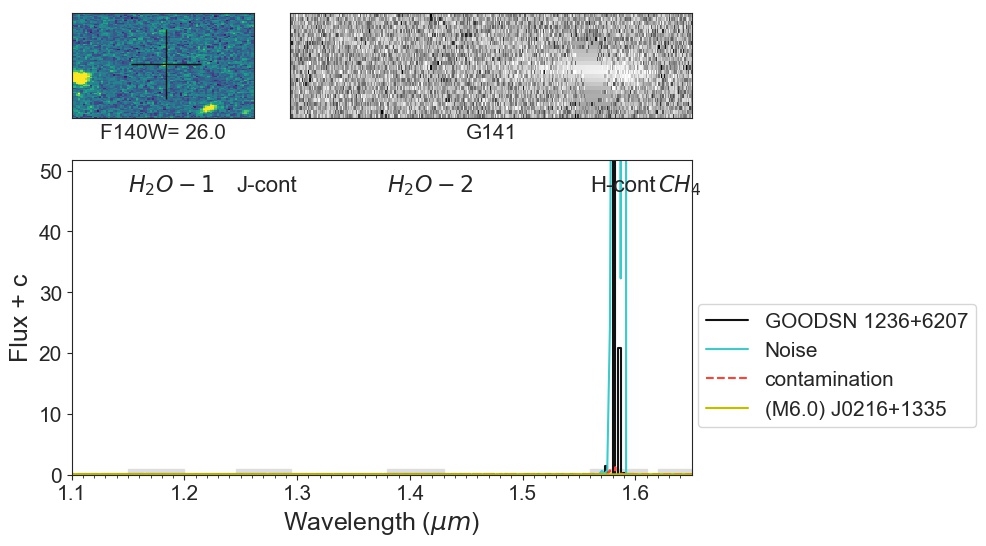 F140W= 26.0
G141
H₂O − 1
J-cont
H₂O − 2
H-cont
CH₄
50
40
30
20
10
0
Flux + c
1.1
1.2
1.3
1.4
1.5
1.6
Wavelength (μm)
GOODSN 1236+6207
Noise
contamination
(M6.0) J0216+1335